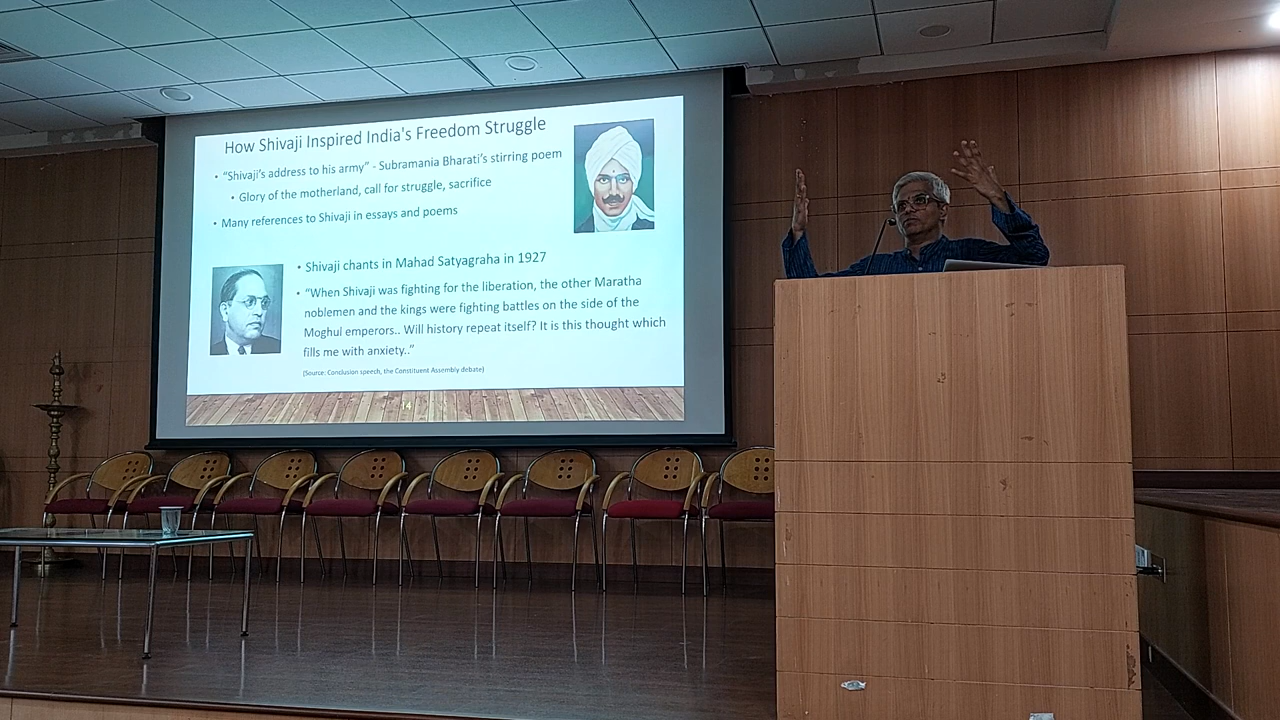 How Shivaji Inspired India's Freedom Struggle
• “Shivaji's address to his army” - Subramania Bharati's stirring poem
• Glory of the motherland, call for struggle, sacrifice
• Many references to Shivaji in essays and poems
• Shivaji chants in Mahad Satyagraha in 1927
• “When Shivaji was fighting for the liberation, the other Maratha
noblemen and the kings were fighting battles on the side of the
Moghul emperors.. Will history repeat itself? It is this thought which
fills me with anxiety..”
(Source: Conclusion speech, the Constituent Assembly debate)